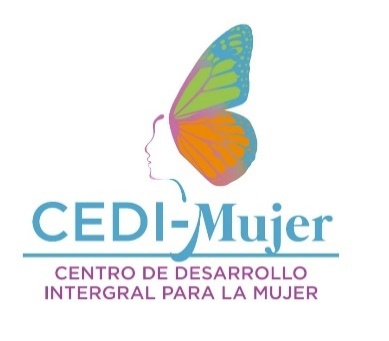 CEDI-Mujer
CENTRO DE DESARROLLO
INTERGRAL PARA LA MUJER